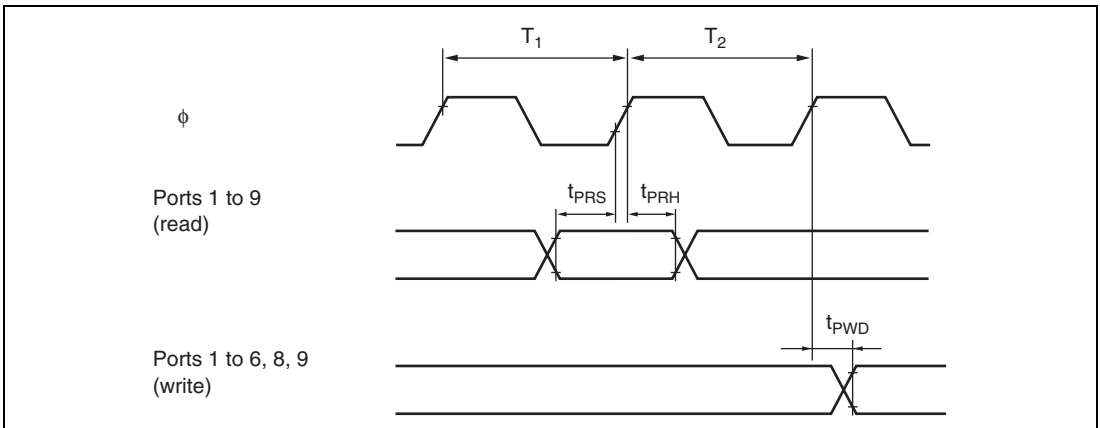 T1 T2
ϕ
Ports 1 to 9
(read)
tPRS tPRH
tPWD
Ports 1 to 6, 8, 9
(write)